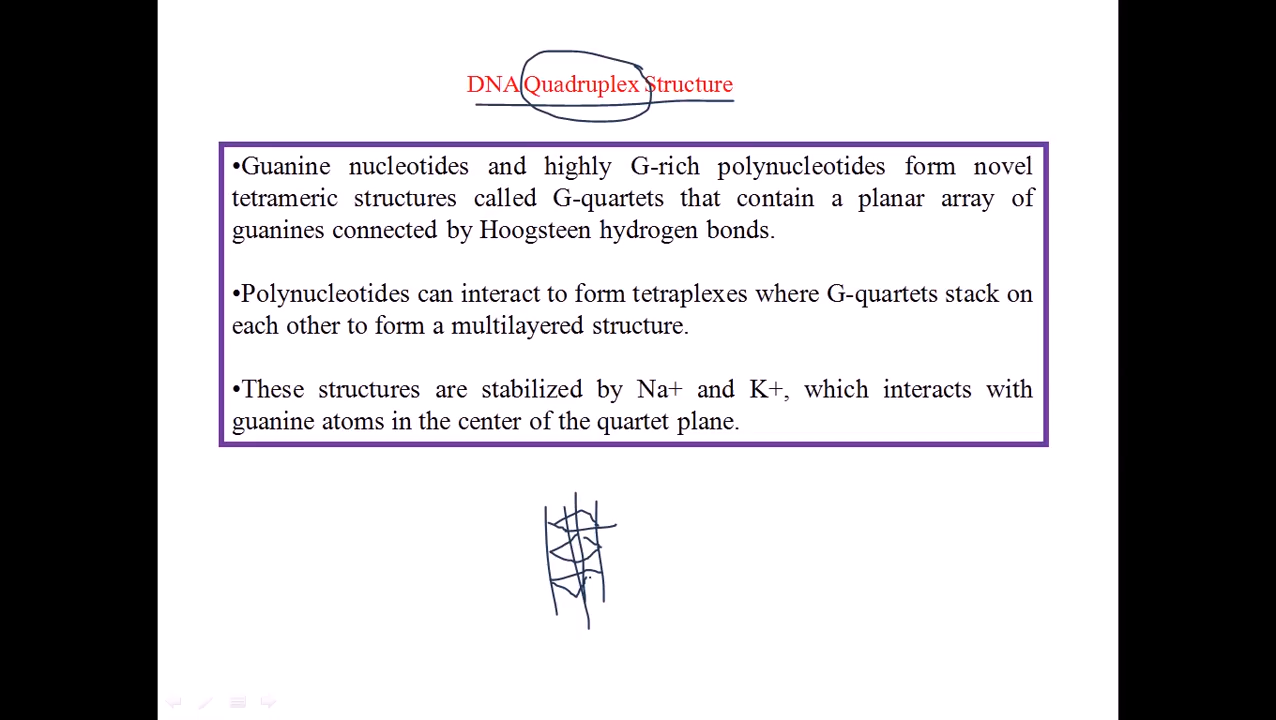 DNA Quadruplex Structure
•Guanine nucleotides and highly G-rich polynucleotides form novel
tetrameric structures called G-quartets that contain a planar array of
guanines connected by Hoogsteen hydrogen bonds.
•Polynucleotides can interact to form tetraplexes where G-quartets stack on
each other to form a multilayered structure.
•These structures are stabilized by Na+ and K+, which interacts with
guanine atoms in the center of the quartet plane.